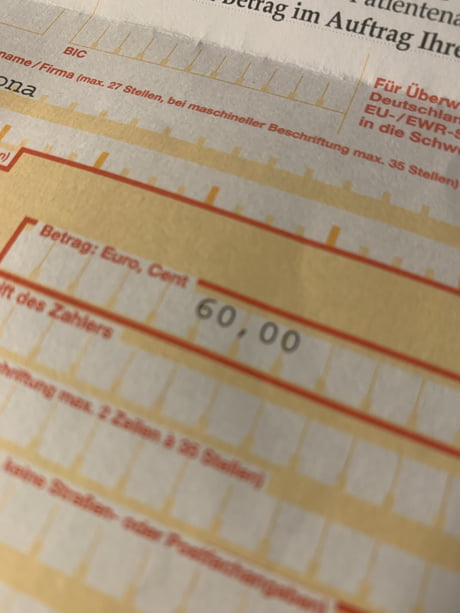 Betrag im Auftrag Ihre
BIC
name/Firma (max. 27 Stellen, bei maschineller Beschriftung max. 35 Stellen)
ona
Für Überw
Deutschlan
EU-/EWR-S
in die Schw
n)
Betrag: Euro, Cent
60,00
ift des Zahlers
hriftung max. 2 Zeilen à 35 Stellen)
keine Straßen- oder Postfachangaben)